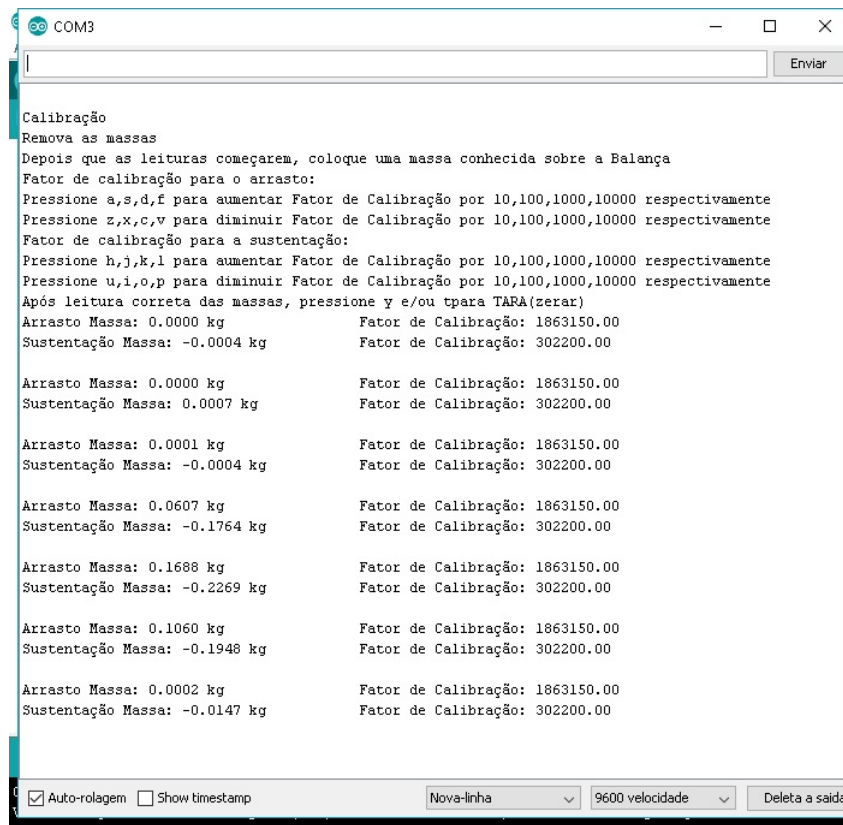 COM3
Enviar
Calibração
Remova as massas
Depois que as leituras começarem, coloque uma massa conhecida sobre a Balança
Fator de calibração para o arrasto:
Pressione a,s,d,f para aumentar Fator de Calibração por 10,100,1000,10000 respectivamente
Pressione z,x,c,v para diminuir Fator de Calibração por 10,100,1000,10000 respectivamente
Fator de calibração para a sustentação:
Pressione h,j,k,l para aumentar Fator de Calibração por 10,100,1000,10000 respectivamente
Pressione u,i,o,p para diminuir Fator de Calibração por 10,100,1000,10000 respectivamente
Após leitura correta das massas, pressione y e/ou tpara TARA(zerar)
Arrasto Massa: 0.0000 kg Fator de Calibração: 1863150.00
Sustentação Massa: -0.0004 kg Fator de Calibração: 302200.00
Arrasto Massa: 0.0000 kg Fator de Calibração: 1863150.00
Sustentação Massa: 0.0007 kg Fator de Calibração: 302200.00
Arrasto Massa: 0.0001 kg Fator de Calibração: 1863150.00
Sustentação Massa: -0.0004 kg Fator de Calibração: 302200.00
Arrasto Massa: 0.0607 kg Fator de Calibração: 1863150.00
Sustentação Massa: -0.1764 kg Fator de Calibração: 302200.00
Arrasto Massa: 0.1688 kg Fator de Calibração: 1863150.00
Sustentação Massa: -0.2269 kg Fator de Calibração: 302200.00
Arrasto Massa: 0.1060 kg Fator de Calibração: 1863150.00
Sustentação Massa: -0.1948 kg Fator de Calibração: 302200.00
Arrasto Massa: 0.0002 kg Fator de Calibração: 1863150.00
Sustentação Massa: -0.0147 kg Fator de Calibração: 302200.00
Auto-rolagem Show timestamp Nova-linha 9600 velocidade Deleta a saida